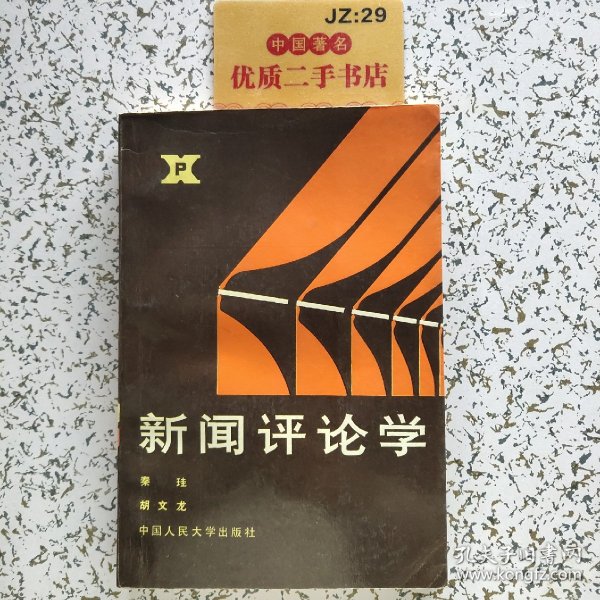 JZ:29
中国著名
优质二手书店
P
新闻评论学
秦 珪
胡文龙
中国人民大学出版社
孔夫子旧书网
www.kongfz.com